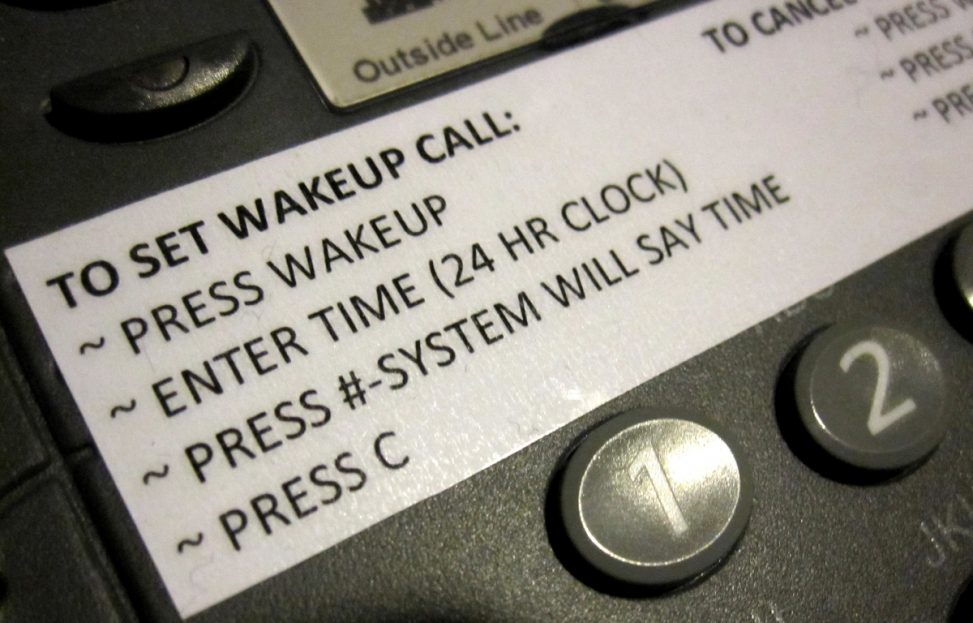 Outside Line
TO SET WAKEUP CALL:
~ PRESS WAKEUP
~ ENTER TIME (24 HR CLOCK)
~ PRESS #-SYSTEM WILL SAY TIME
~ PRESS C
TO CANCEL
~ PRESS
~ PRESS
~ PRE
1
2
JK